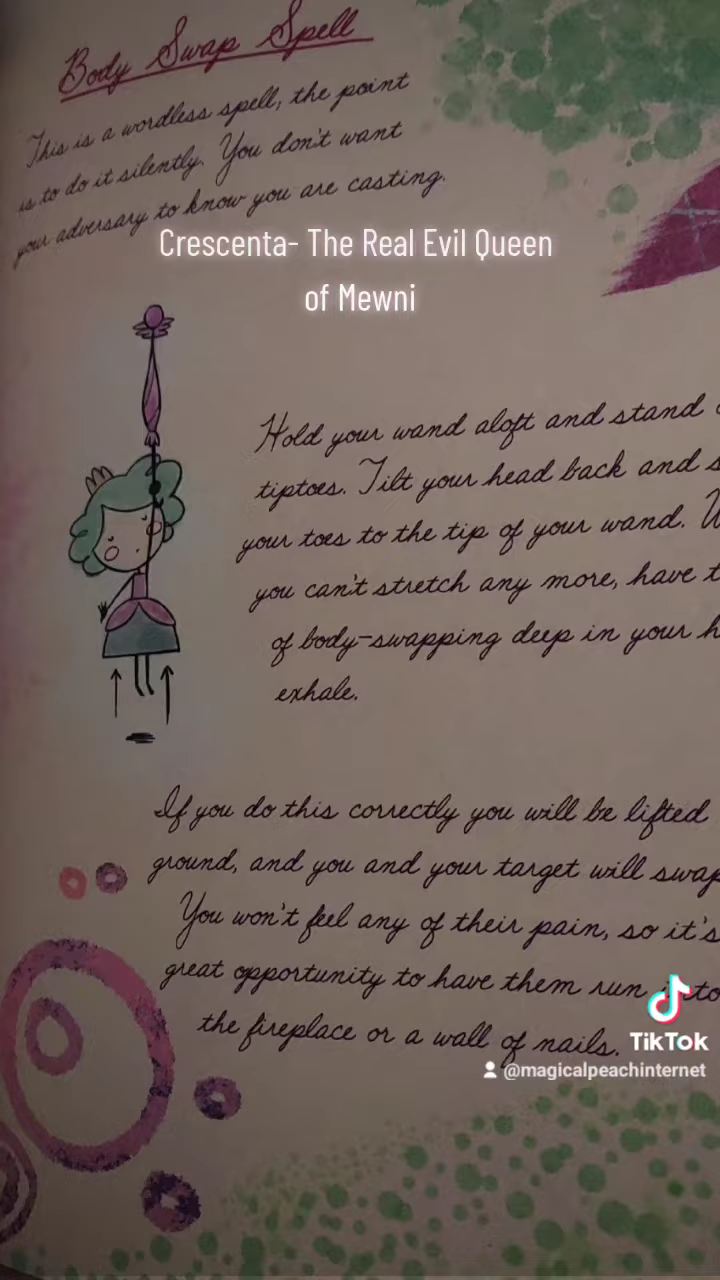 Body Swap Spell
This is a wordless spell, the point
is to do it silently. You don't want
your adversary to know you are casting.
Crescenta- The Real Evil Queen
of Mewni
Hold your wand aloft and stand
tiptoes. Tilt your head back and
your toes to the tip of your wand.
you can't stretch any more, have
of body-swapping deep in your
exhale.
If you do this correctly you will be lifted
ground, and you and your target will swap
You won't feel any of their pain, so it's
great opportunity to have them run
the fireplace or a wall of nails.
TikTok
@magicalpeachinternet